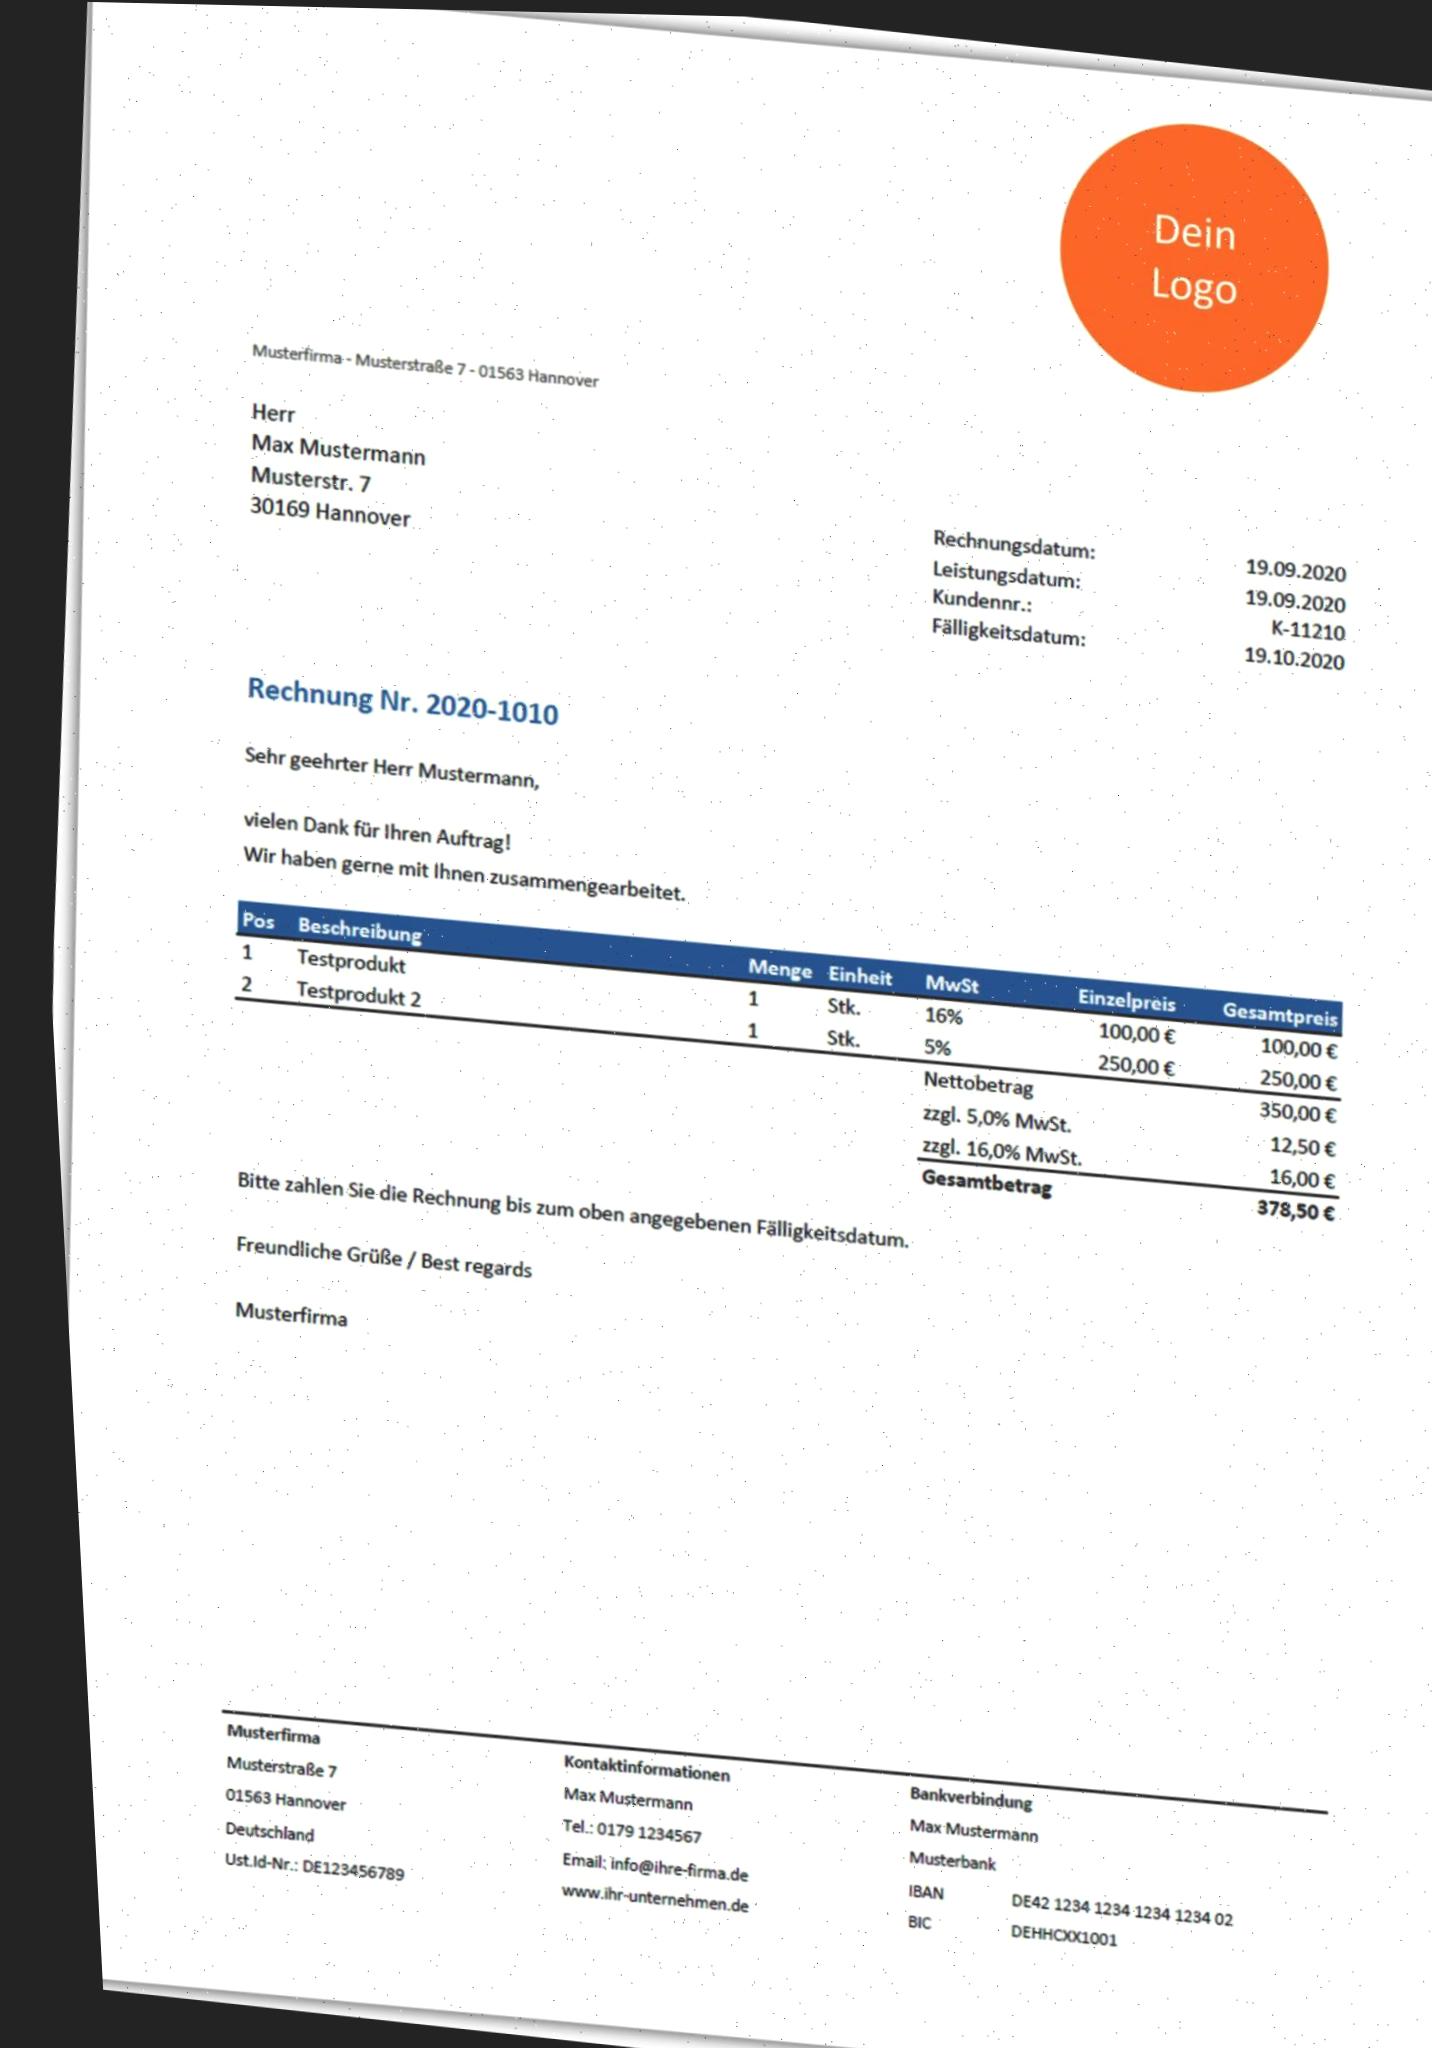 Dein
Logo
Musterfirma - Musterstraße 7 - 01563 Hannover
Herr
Max Mustermann
Musterstr. 7
30169 Hannover
Rechnungsdatum: 19.09.2020
Leistungsdatum: 19.09.2020
Kundennr.: K-11210
Fälligkeitsdatum: 19.10.2020
Rechnung Nr. 2020-1010
Sehr geehrter Herr Mustermann,
vielen Dank für Ihren Auftrag!
Wir haben gerne mit Ihnen zusammengearbeitet.
Pos Beschreibung Menge Einheit MwSt Einzelpreis Gesamtpreis
1 Testprodukt 1 Stk. 16% 100,00 € 100,00 €
2 Testprodukt 2 1 Stk. 5% 250,00 € 250,00 €
Nettobetrag 350,00 €
zzgl. 5,0% MwSt. 12,50 €
zzgl. 16,0% MwSt. 16,00 €
Gesamtbetrag 378,50 €
Bitte zahlen Sie die Rechnung bis zum oben angegebenen Fälligkeitsdatum.
Freundliche Grüße / Best regards
Musterfirma
Musterfirma
Musterstraße 7
01563 Hannover
Deutschland
Ust.Id-Nr.: DE123456789
Kontaktinformationen
Max Mustermann
Tel.: 0179 1234567
Email: info@ihre-firma.de
www.ihr-unternehmen.de
Bankverbindung
Max Mustermann
Musterbank
IBAN DE42 1234 1234 1234 1234 02
BIC DEHHCXX1001